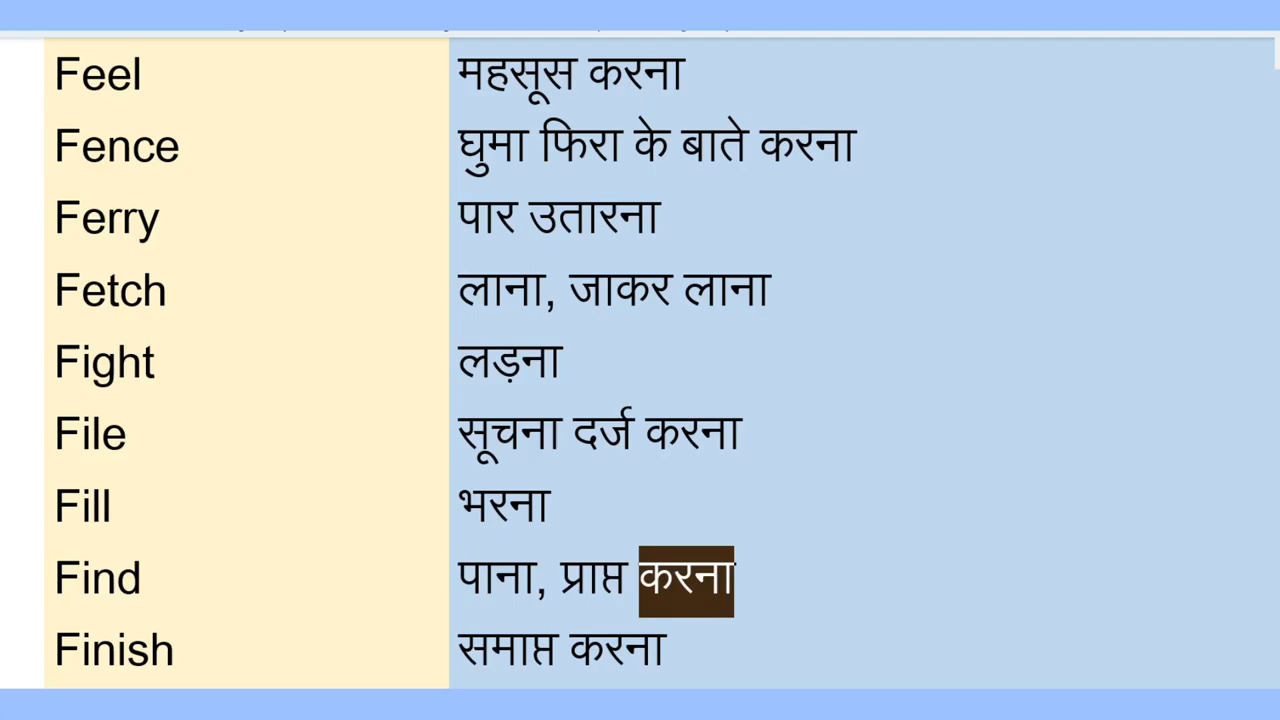 Feel महसूस करना
Fence घुमा फिरा के बाते करना
Ferry पार उतारना
Fetch लाना, जाकर लाना
Fight लड़ना
File सूचना दर्ज करना
Fill भरना
Find पाना, प्राप्त करना
Finish समाप्त करना